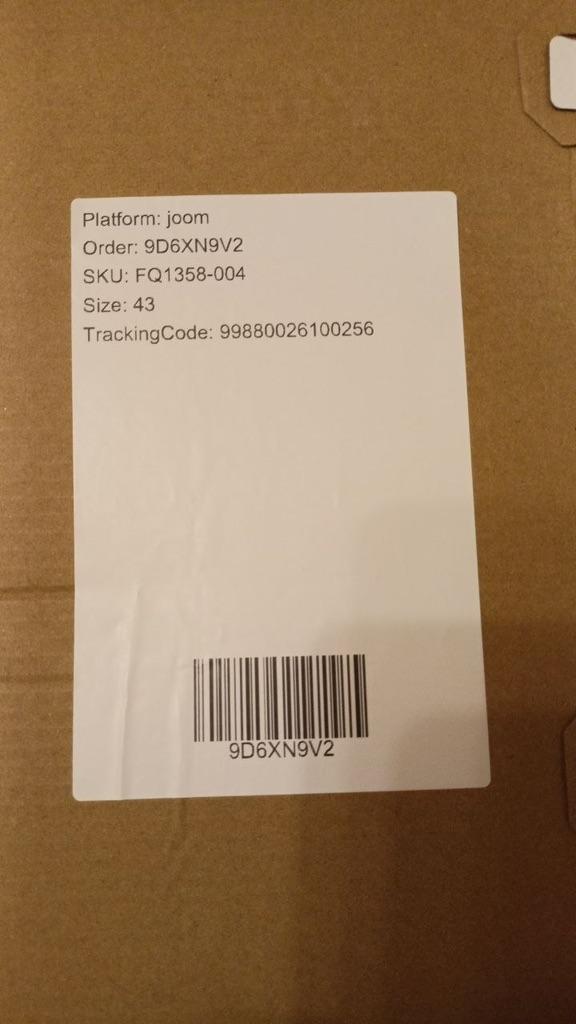 Platform: joom
Order: 9D6XN9V2
SKU: FQ1358-004
Size: 43
TrackingCode: 99880026100256
9D6XN9V2